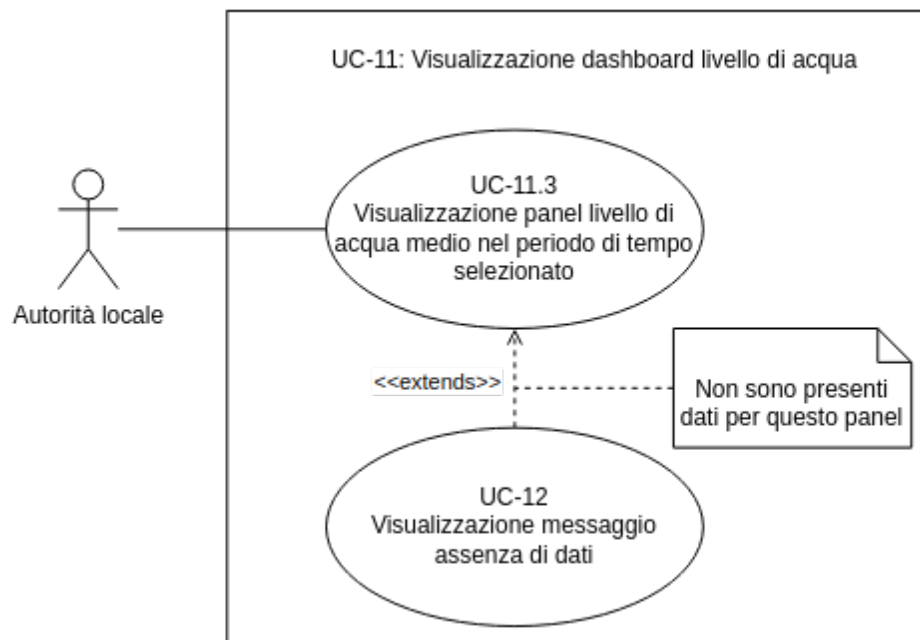 UC-11: Visualizzazione dashboard livello di acqua
UC-11.3
Visualizzazione panel livello di
acqua medio nel periodo di tempo
selezionato
Autorità locale
<<extends>>
Non sono presenti
dati per questo panel
UC-12
Visualizzazione messaggio
assenza di dati